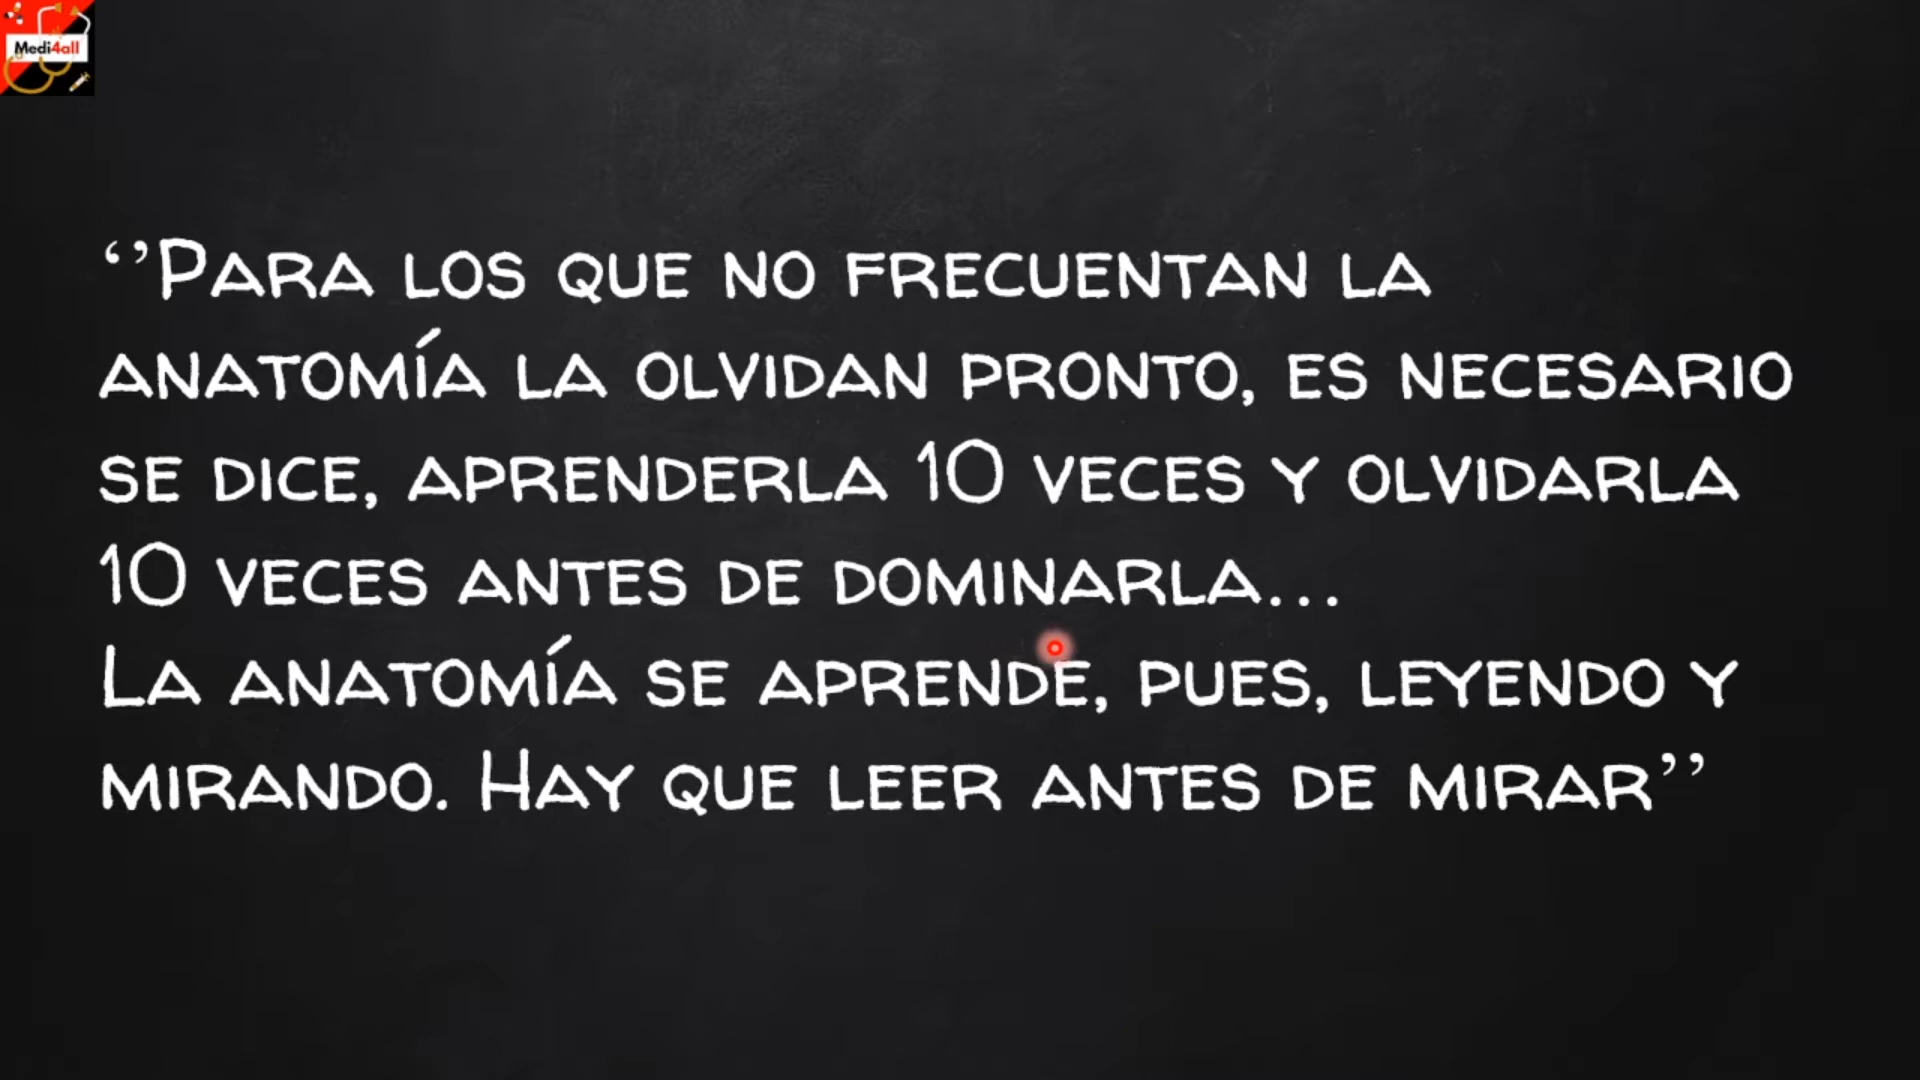 Medi4all
‘’Para los que no frecuentan la
anatomía la olvidan pronto, es necesario
se dice, aprenderla 10 veces y olvidarla
10 veces antes de dominarla...
La anatomía se aprende, pues, leyendo y
mirando. Hay que leer antes de mirar’’